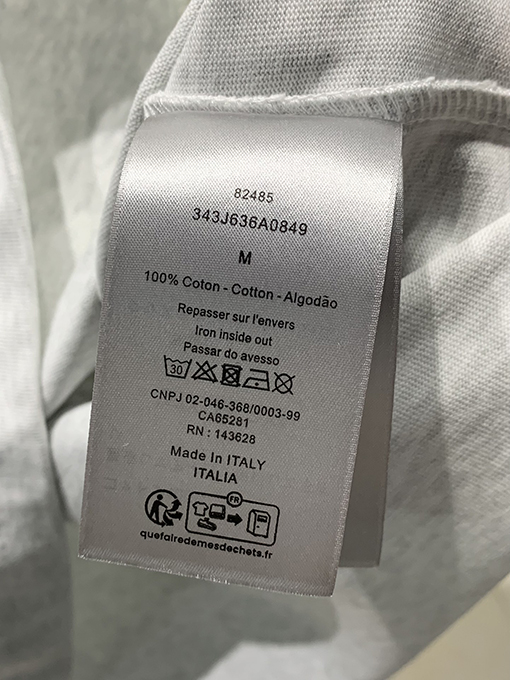 82485
343J636A0849
M
100% Coton - Cotton - Algodão
Repasser sur l'envers
Iron inside out
Passar do avesso
30
CNPJ 02-046-368/0003-99
CA65281
RN : 143628
Made In ITALY
ITALIA
FR
quefairedemesdechets.fr